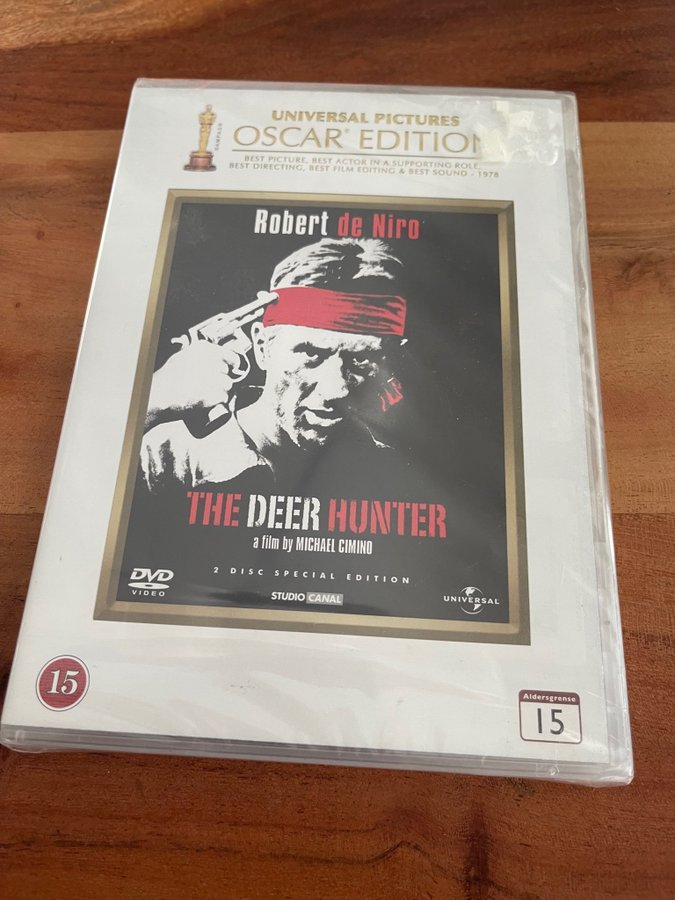 UNIVERSAL PICTURES
OSCAR® EDITION
BEST PICTURE, BEST ACTOR IN A SUPPORTING ROLE,
BEST DIRECTING, BEST FILM EDITING & BEST SOUND - 1978
Robert de Niro
THE DEER HUNTER
a film by MICHAEL CIMINO
2 DISC SPECIAL EDITION
DVD
VIDEO
STUDIO CANAL
UNIVERSAL
15
Aldersgrense
15